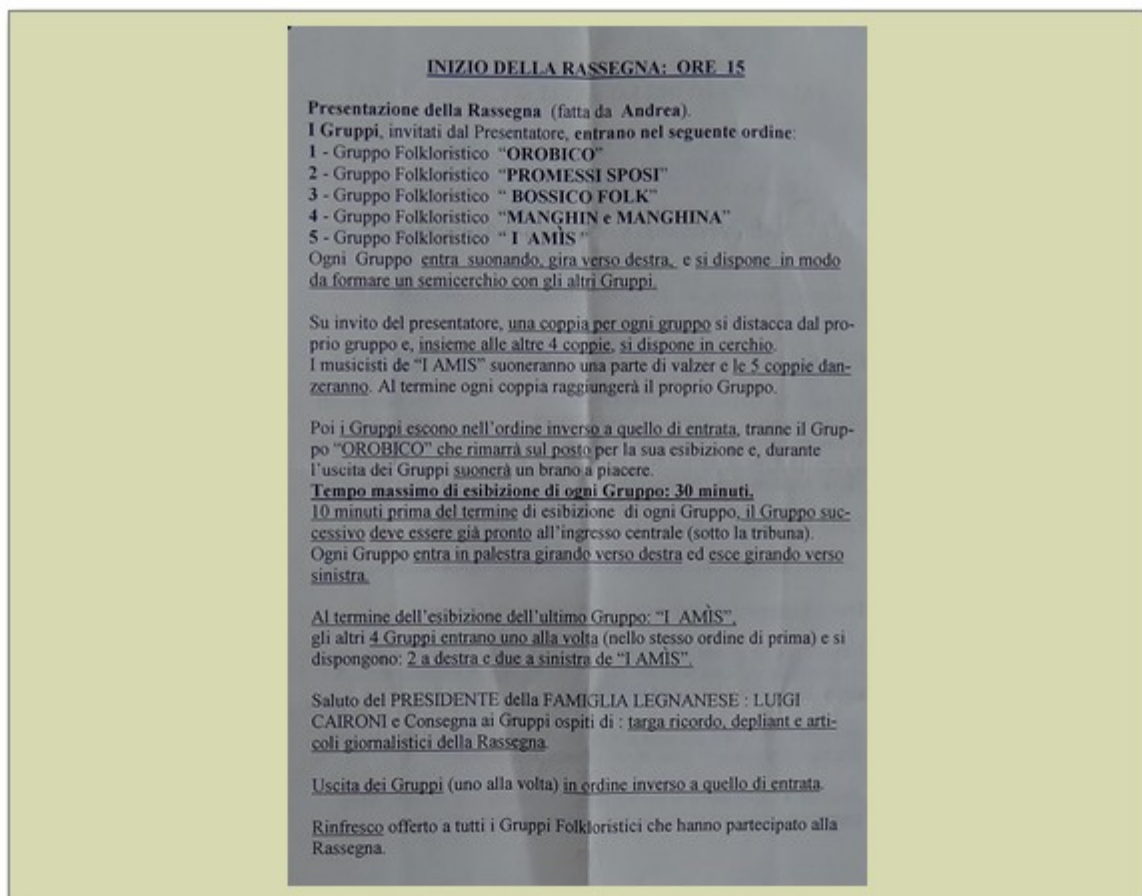 INIZIO DELLA RASSEGNA: ORE 15
Presentazione della Rassegna (fatta da Andrea).
I Gruppi, invitati dal Presentatore, entrano nel seguente ordine:
1 - Gruppo Folkloristico "OROBICO"
2 - Gruppo Folkloristico "PROMESSI SPOSI"
3 - Gruppo Folkloristico " BOSSICO FOLK"
4 - Gruppo Folkloristico "MANGHIN e MANGHINA"
5 - Gruppo Folkloristico " I AMÌS "
Ogni Gruppo entra suonando, gira verso destra, e si dispone in modo
da formare un semicerchio con gli altri Gruppi.
Su invito del presentatore, una coppia per ogni gruppo si distacca dal pro-
prio gruppo e, insieme alle altre 4 coppie, si dispone in cerchio.
I musicisti de "I AMIS" suoneranno una parte di valzer e le 5 coppie dan-
zeranno. Al termine ogni coppia raggiungerà il proprio Gruppo.
Poi i Gruppi escono nell'ordine inverso a quello di entrata, tranne il Grup-
po "OROBICO" che rimarrà sul posto per la sua esibizione e, durante
l'uscita dei Gruppi suonerà un brano a piacere.
Tempo massimo di esibizione di ogni Gruppo: 30 minuti.
10 minuti prima del termine di esibizione di ogni Gruppo, il Gruppo suc-
cessivo deve essere già pronto all'ingresso centrale (sotto la tribuna).
Ogni Gruppo entra in palestra girando verso destra ed esce girando verso
sinistra.
Al termine dell'esibizione dell'ultimo Gruppo: "I AMÌS",
gli altri 4 Gruppi entrano uno alla volta (nello stesso ordine di prima) e si
dispongono: 2 a destra e due a sinistra de "I AMÌS".
Saluto del PRESIDENTE della FAMIGLIA LEGNANESE : LUIGI
CAIRONI e Consegna ai Gruppi ospiti di : targa ricordo, depliant e arti-
coli giornalistici della Rassegna.
Uscita dei Gruppi (uno alla volta) in ordine inverso a quello di entrata.
Rinfresco offerto a tutti i Gruppi Folkloristici che hanno partecipato alla
Rassegna.